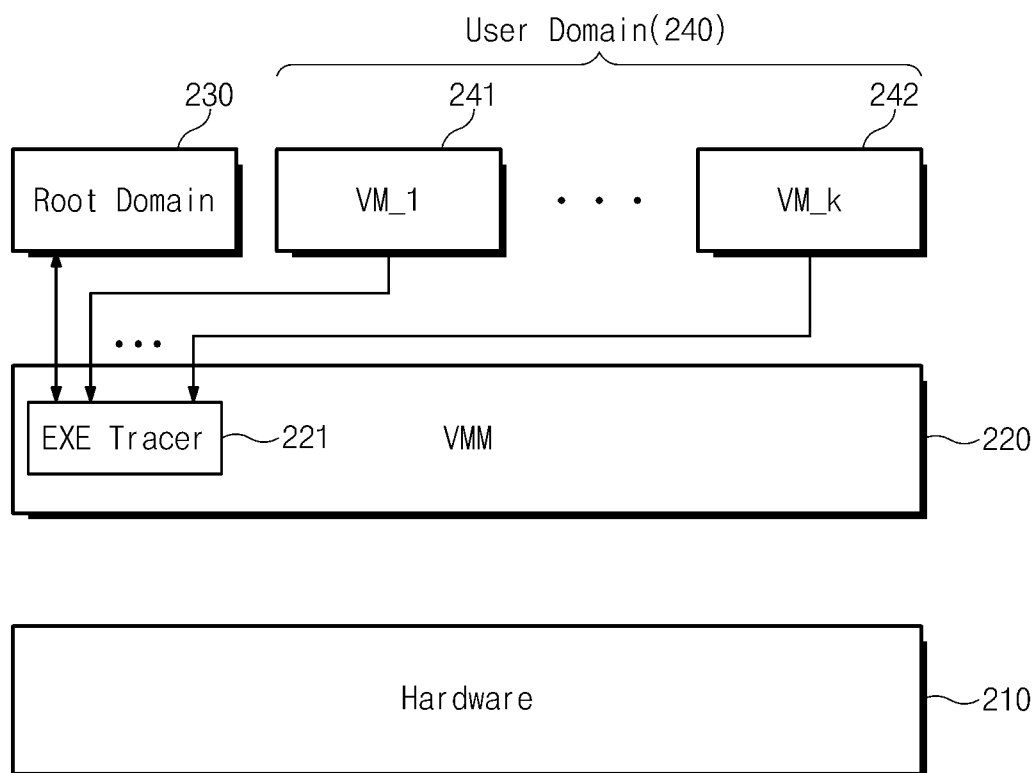 User Domain(240)
230
241
242
Root Domain
VM_1
• • •
VM_k
• • •
EXE Tracer
221
VMM
220
Hardware
210